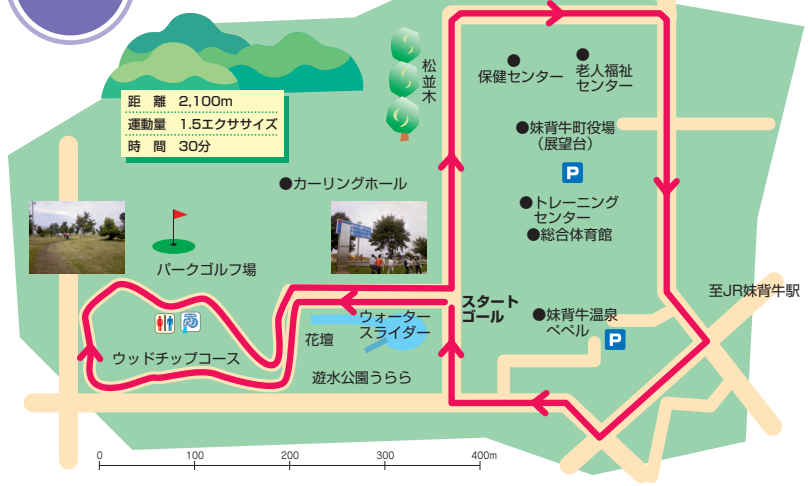 距　離　2,100m
運動量　1.5エクササイズ
時　間　30分
松並木
●保健センター
●老人福祉
センター
●妹背牛町役場
（展望台）
P
●カーリングホール
●トレーニング
センター
●総合体育館
パークゴルフ場
スタート
ゴール
至JR妹背牛駅
●妹背牛温泉
ペペル
P
ウォーター
スライダー
花壇
ウッドチップコース
遊水公園うらら
0 100 200 300 400m